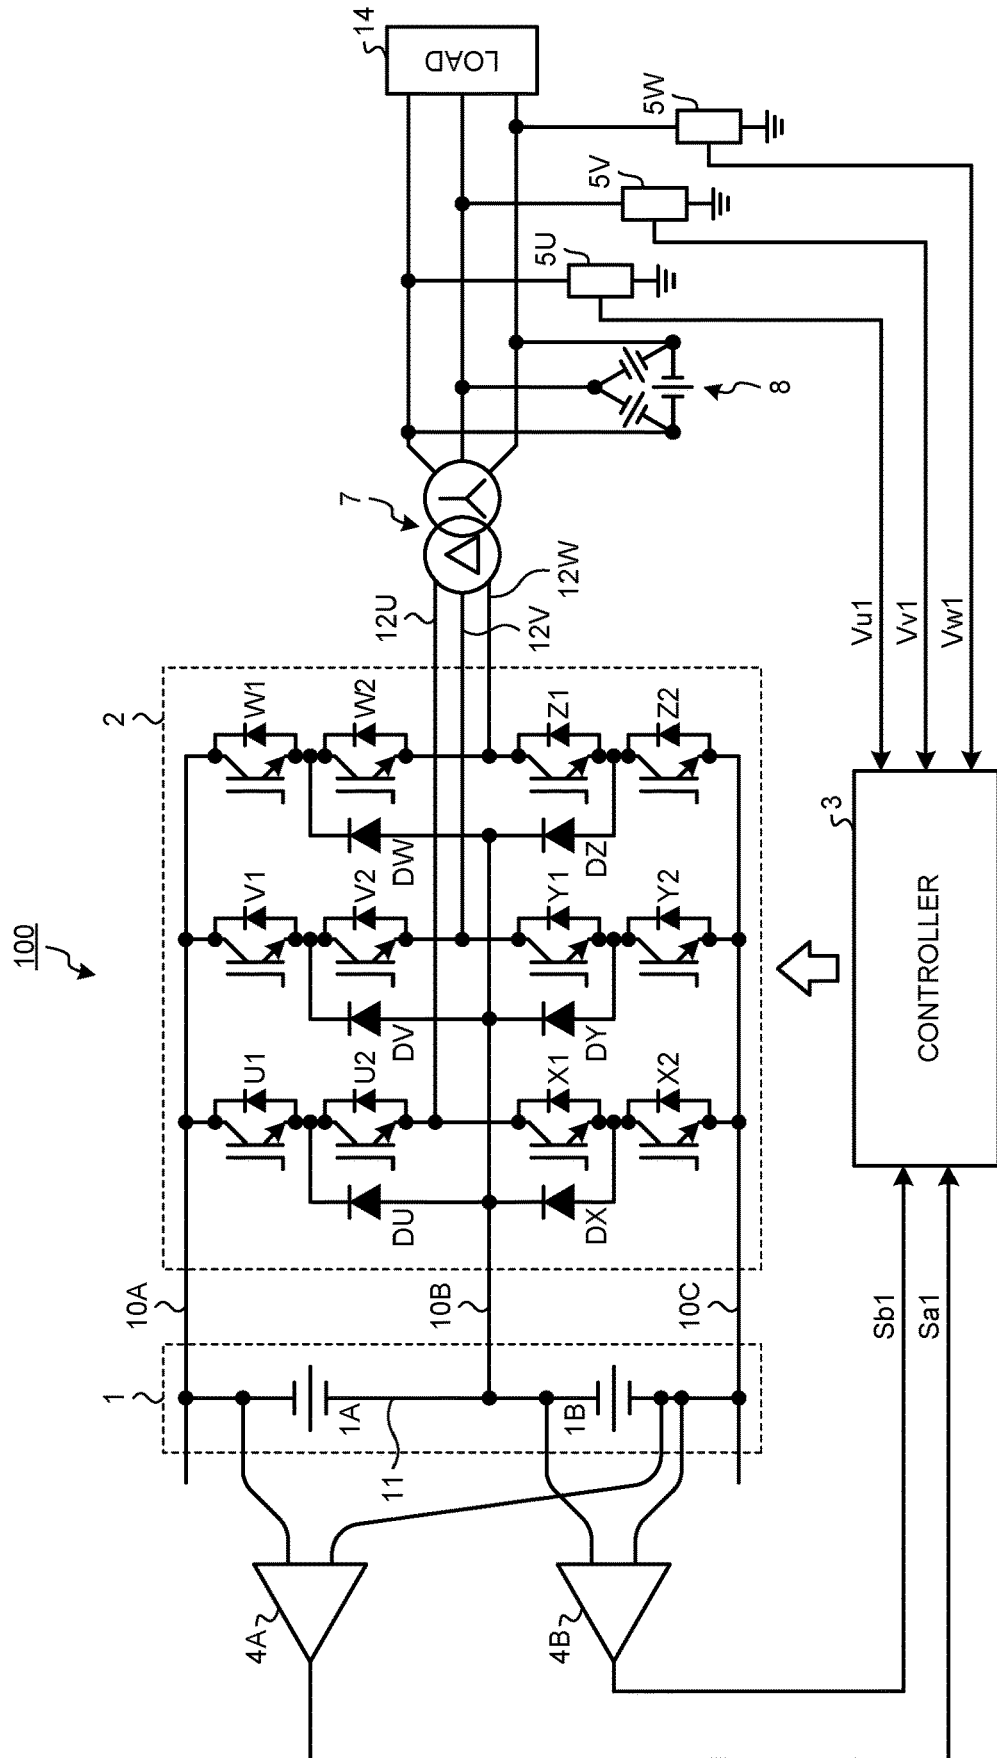 100
1
2
10A
10B
10C
11
1A
1B
4A
4B
U1
U2
X1
X2
DU
DX
V1
V2
Y1
Y2
DV
DY
W1
W2
Z1
Z2
DW
DZ
12U
12V
12W
7
8
14
LOAD
5U
5V
5W
Vu1
Vv1
Vw1
3
CONTROLLER
Sb1
Sa1